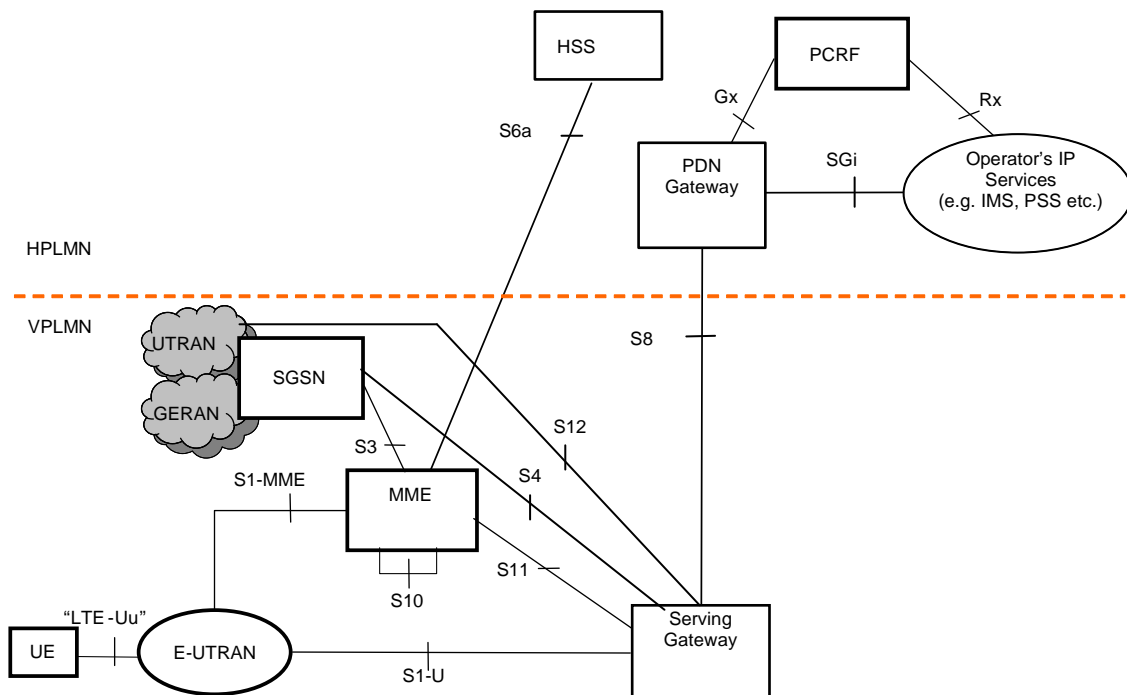 HSS
PCRF
Gx
Rx
S6a
PDN
Gateway
SGi
Operator's IP
Services
(e.g. IMS, PSS etc.)
HPLMN
VPLMN
UTRAN
S8
SGSN
GERAN
S12
S3
S4
S1-MME
MME
S11
S10
"LTE-Uu"
Serving
Gateway
UE
E-UTRAN
S1-U